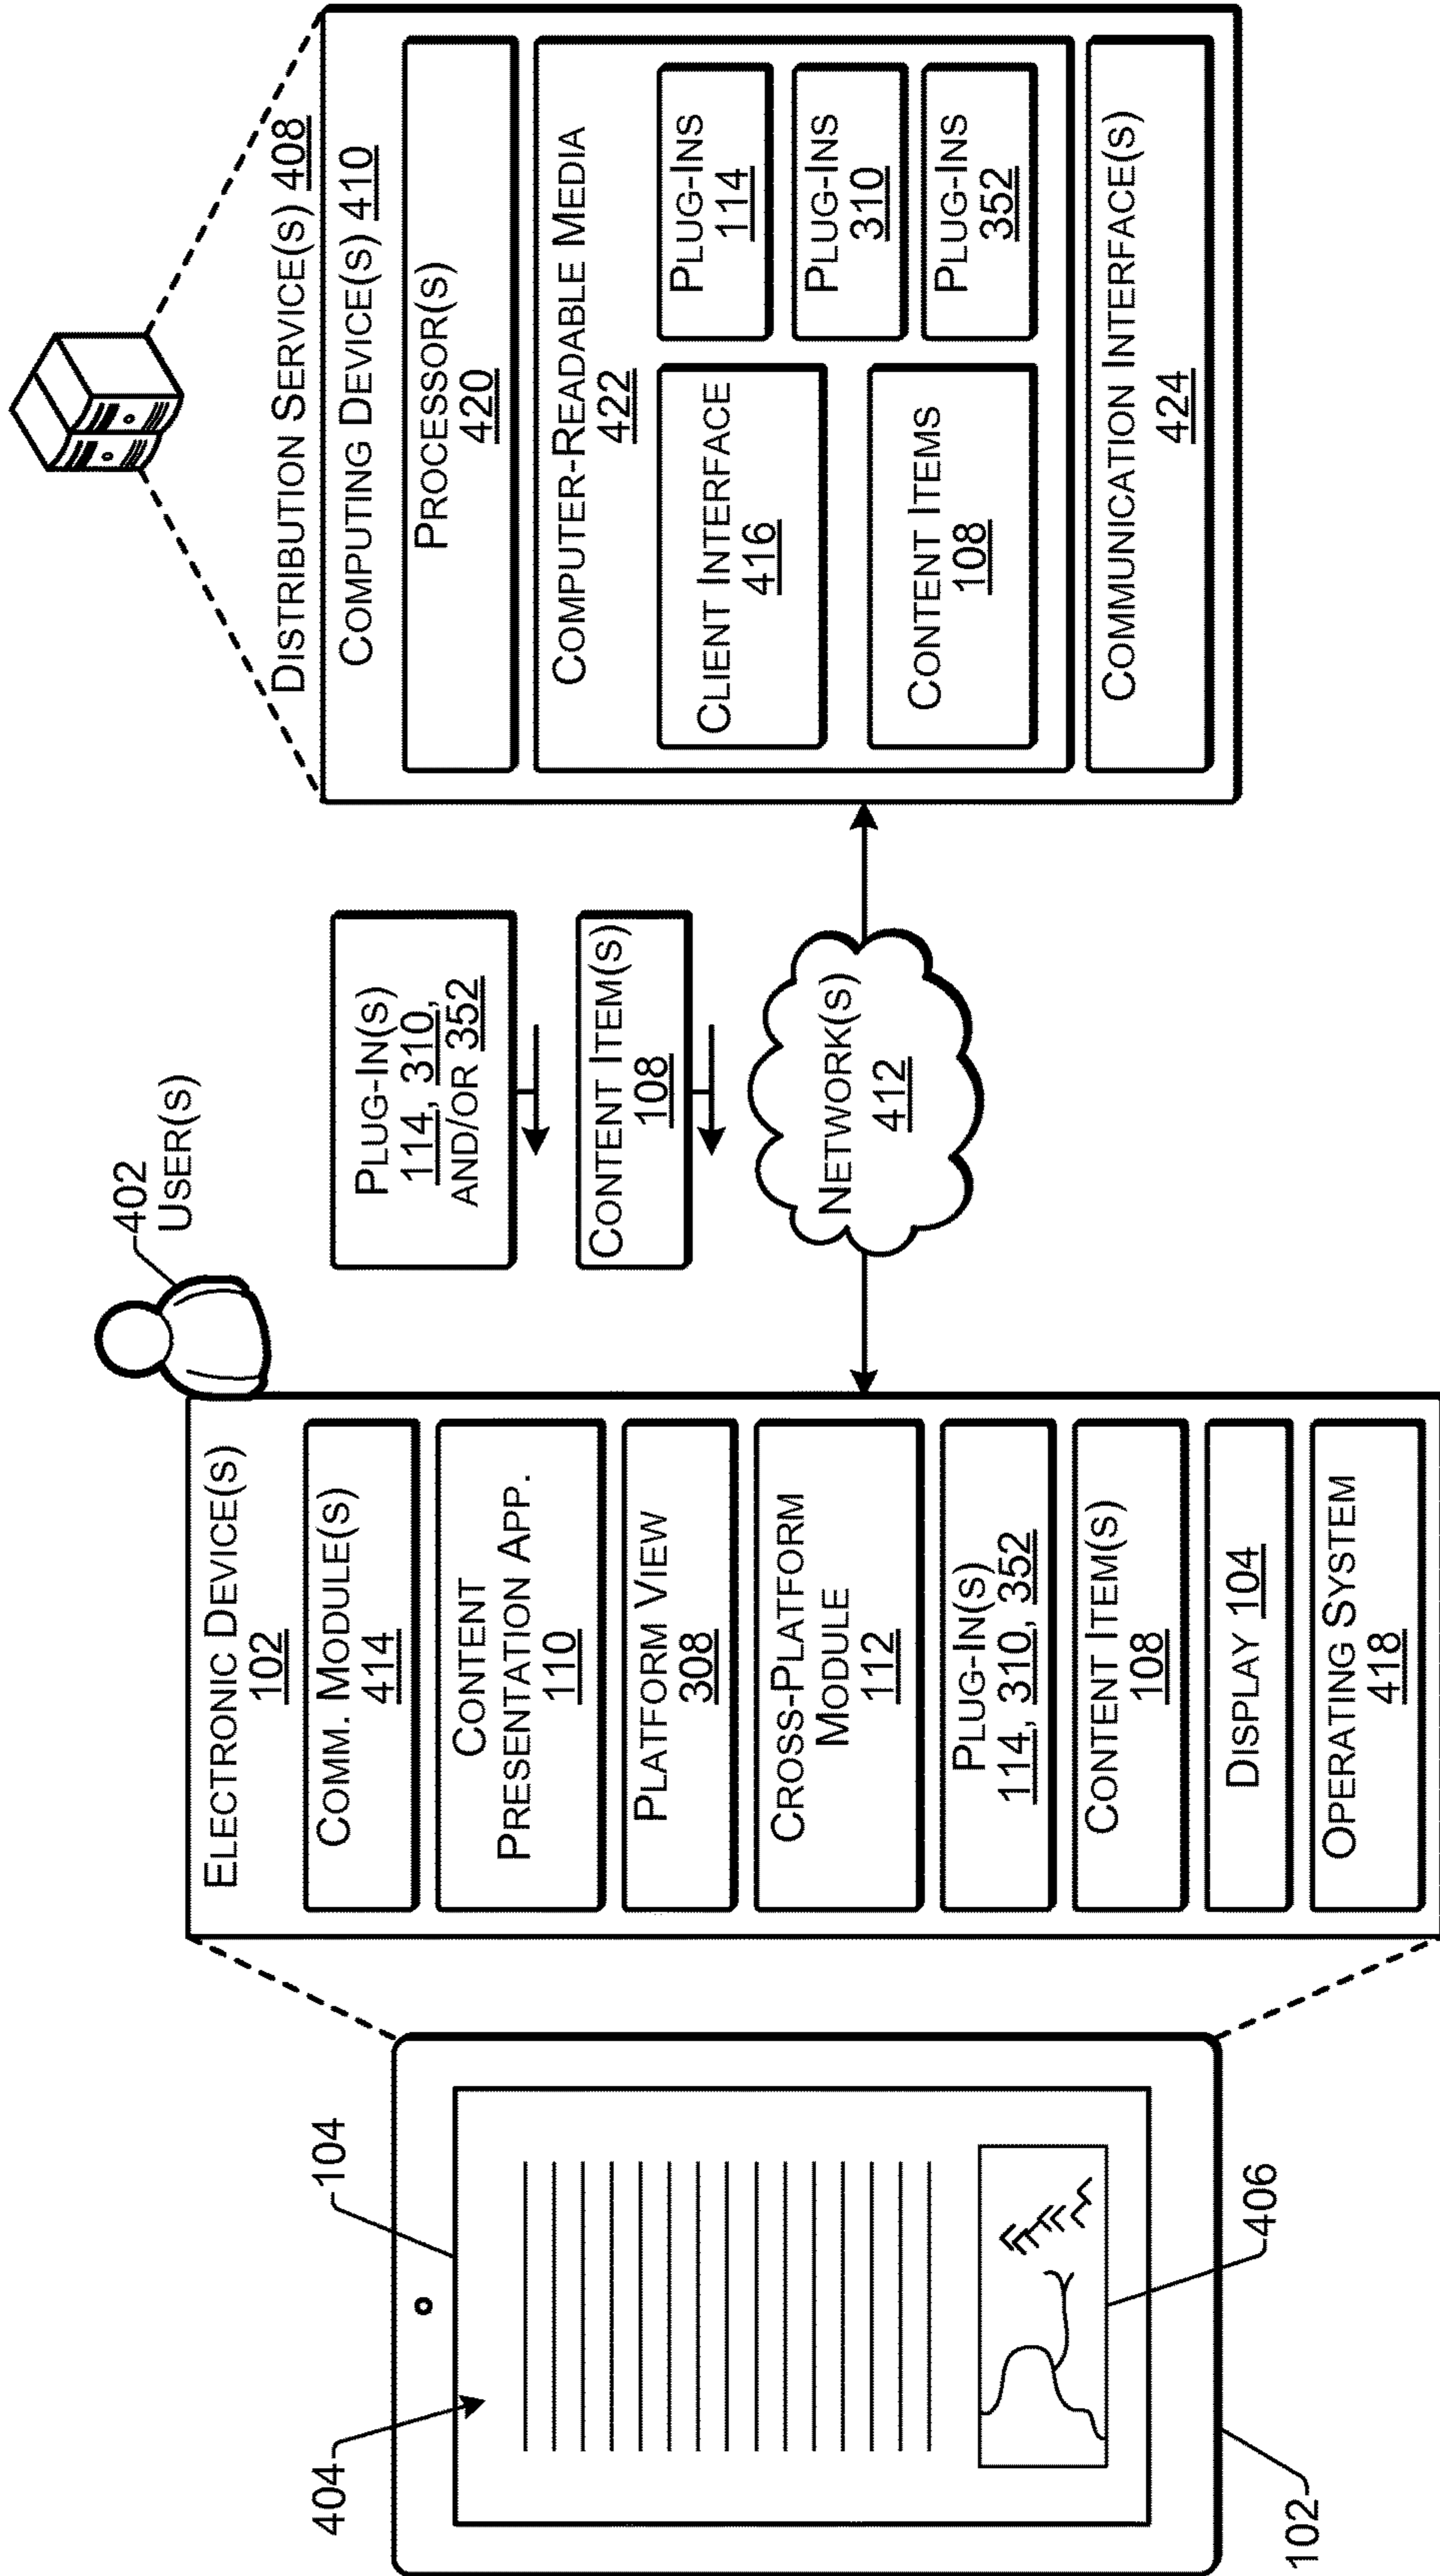 404
104
406
102
402
USER(S)
ELECTRONIC DEVICE(S)
102
COMM. MODULE(S)
414
CONTENT
PRESENTATION APP.
110
PLATFORM VIEW
308
CROSS-PLATFORM
MODULE
112
PLUG-IN(S)
114, 310, 352
CONTENT ITEM(S)
108
DISPLAY 104
OPERATING SYSTEM
418
PLUG-IN(S)
114, 310,
AND/OR 352
CONTENT ITEM(S)
108
NETWORK(S)
412
DISTRIBUTION SERVICE(S) 408
COMPUTING DEVICE(S) 410
PROCESSOR(S)
420
COMPUTER-READABLE MEDIA
422
CLIENT INTERFACE
416
CONTENT ITEMS
108
PLUG-INS
114
PLUG-INS
310
PLUG-INS
352
COMMUNICATION INTERFACE(S)
424